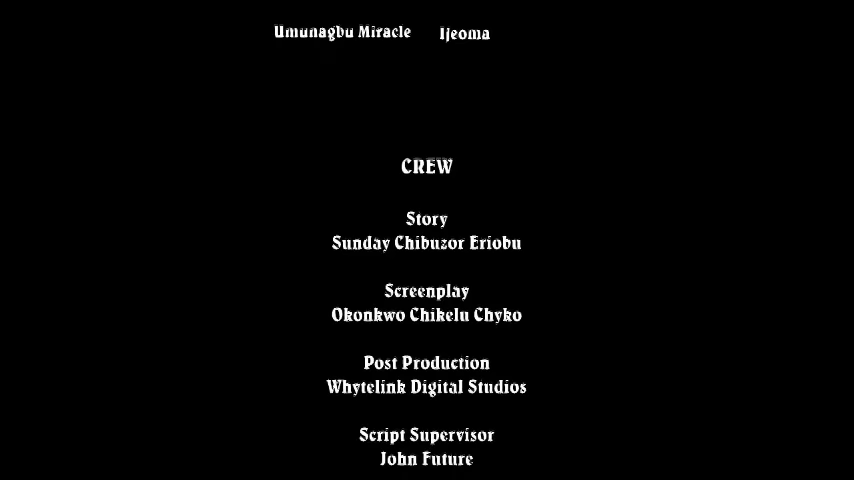 Umunagbu Miracle Ijeoma
CREW
Story
Sunday Chibuzor Eriobu
Screenplay
Okonkwo Chikelu Chyko
Post Production
Whytelink Digital Studios
Script Supervisor
John Future